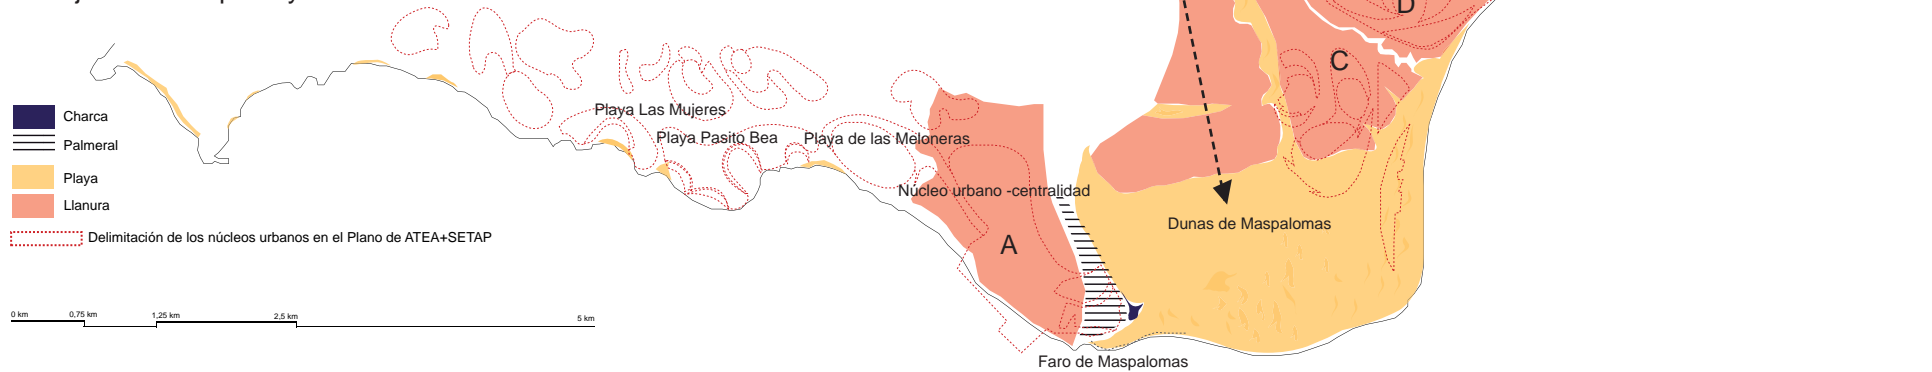 D
C
Playa Las Mujeres
Charca
Playa Pasito Bea
Playa de las Meloneras
Palmeral
Playa
Núcleo urbano -centralidad
Llanura
Dunas de Maspalomas
Delimitación de los núcleos urbanos en el Plano de ATEA+SETAP
A
0 km 0,75 km 1,25 km 2,5 km 5 km
Faro de Maspalomas